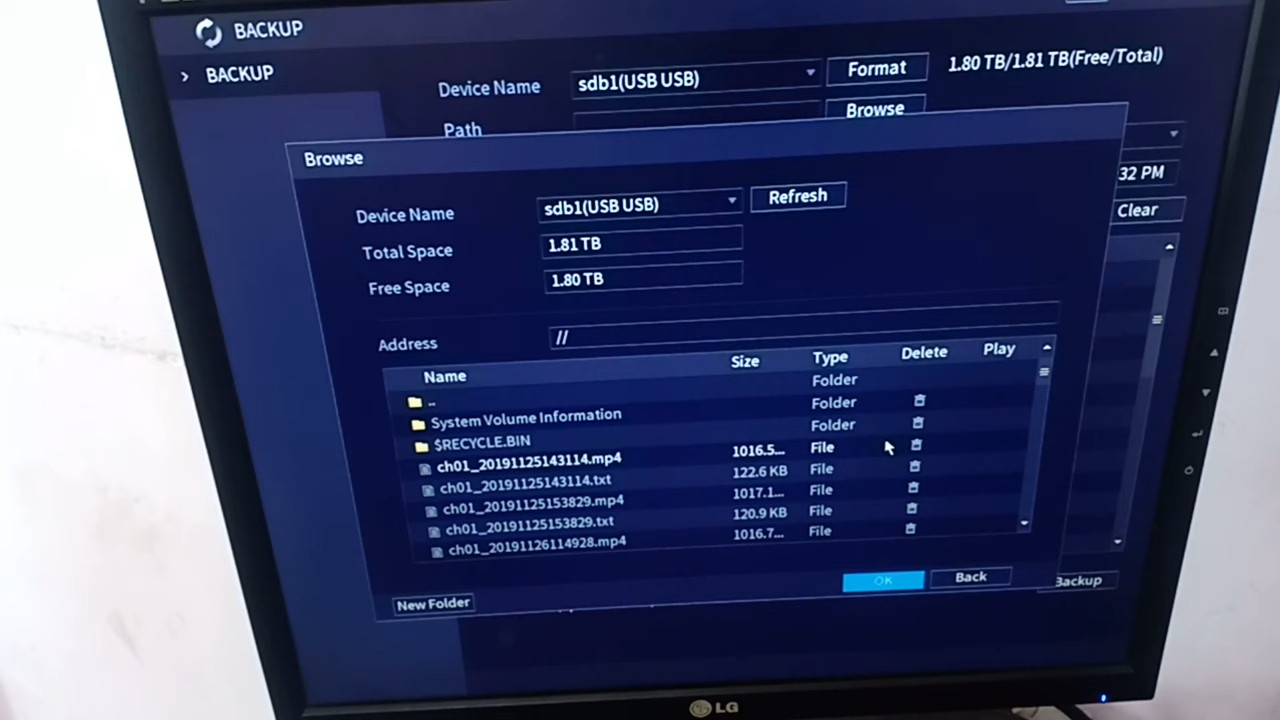 BACKUP
BACKUP
Device Name sdb1(USB USB) Format 1.80 TB/1.81 TB(Free/Total)
Path Browse
Browse
32 PM
Device Name sdb1(USB USB) Refresh
Clear
Total Space 1.81 TB
Free Space 1.80 TB
Address //
Name Size Type Delete Play
.. Folder
System Volume Information Folder
$RECYCLE.BIN Folder
ch01_20191125143114.mp4 1016.5... File
ch01_20191125143114.txt 122.6 KB File
ch01_20191125153829.mp4 1017.1... File
ch01_20191125153829.txt 120.9 KB File
ch01_20191126114928.mp4 1016.7... File
OK Back Backup
New Folder
LG